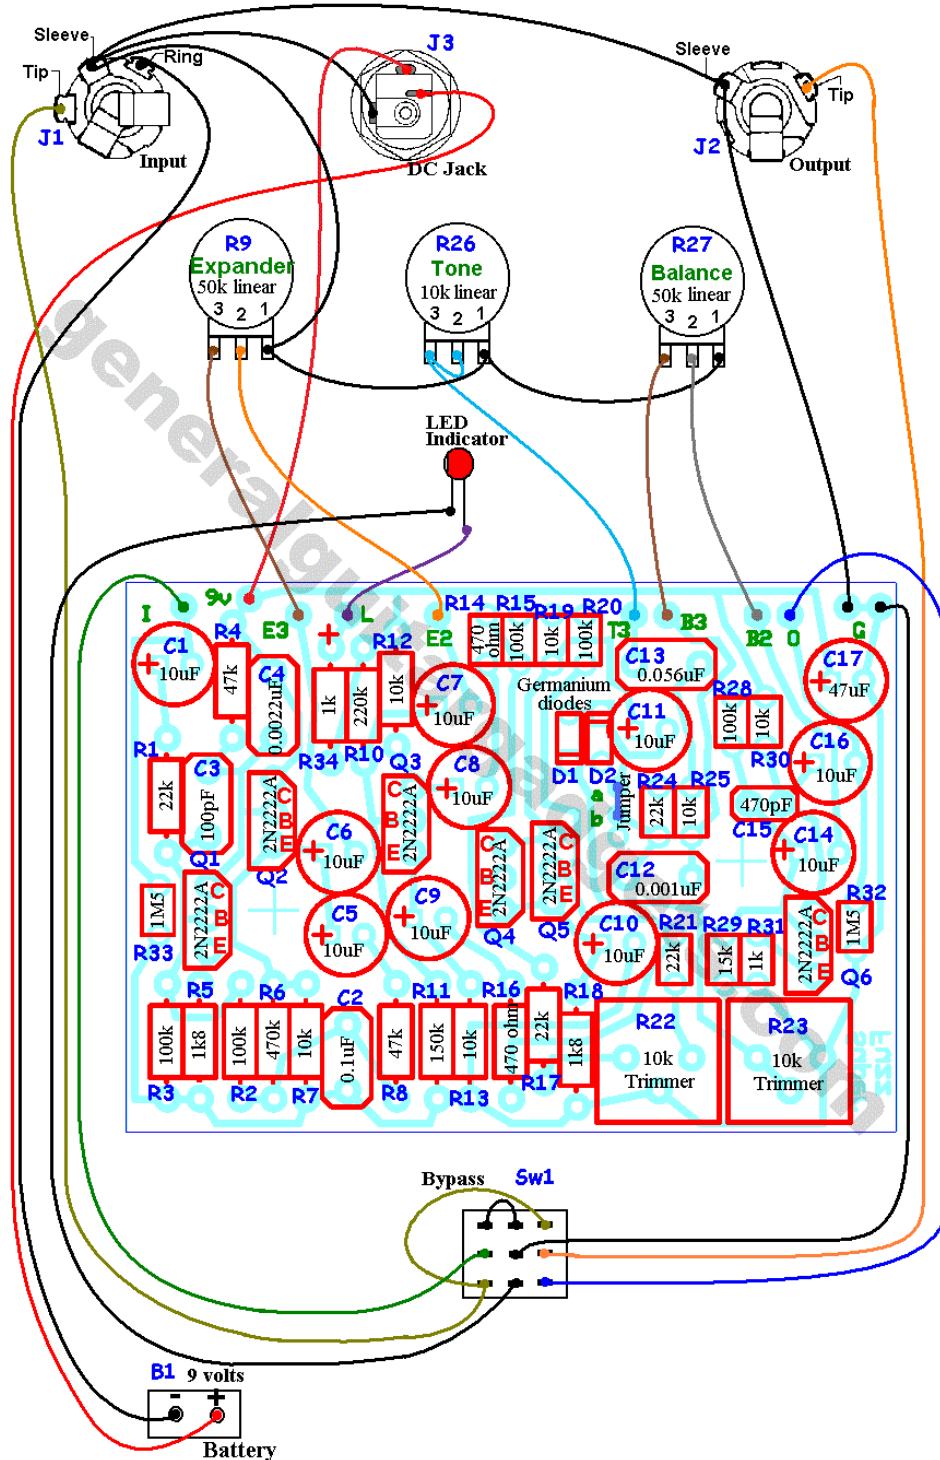 Sleeve
Ring
Tip
J1
Input
J3
DC Jack
Sleeve
Tip
J2
Output
R9
Expander
50k linear
3 2 1
R26
Tone
10k linear
3 2 1
R27
Balance
50k linear
3 2 1
LED
Indicator
generalguitargadgets.com
I
9v
E3
+
L
E2
T3
B3
B2
O
G
R14
R15
R19
R20
470 ohm
100k
10k
100k
C1
+
10uF
R4
47k
C4
0.0022uF
R12
10k
1k
220k
R34
R10
C7
+
10uF
Germanium
diodes
D1
D2
C13
0.056uF
C11
+
10uF
R28
100k
10k
R30
C17
+
47uF
C16
+
10uF
R1
22k
C3
100pF
Q1
2N2222A
C
B
E
Q2
Q3
2N2222A
C
B
E
C8
+
10uF
a
b
Jumper
R24
R25
22k
10k
470pF
C15
C14
+
10uF
C6
+
10uF
2N2222A
C
B
E
Q4
2N2222A
C
B
E
Q5
C12
0.001uF
1M5
R33
2N2222A
C
B
E
C5
+
10uF
C9
+
10uF
C10
+
10uF
R21
22k
R29
15k
R31
1k
2N2222A
C
B
E
Q6
R32
1M5
R5
100k
1k8
R3
R6
100k
470k
10k
R2
R7
C2
0.1uF
47k
R8
R11
150k
10k
R13
R16
470 ohm
22k
R17
R18
1k8
R22
10k
Trimmer
R23
10k
Trimmer
Bypass
Sw1
B1
9 volts
-
+
Battery